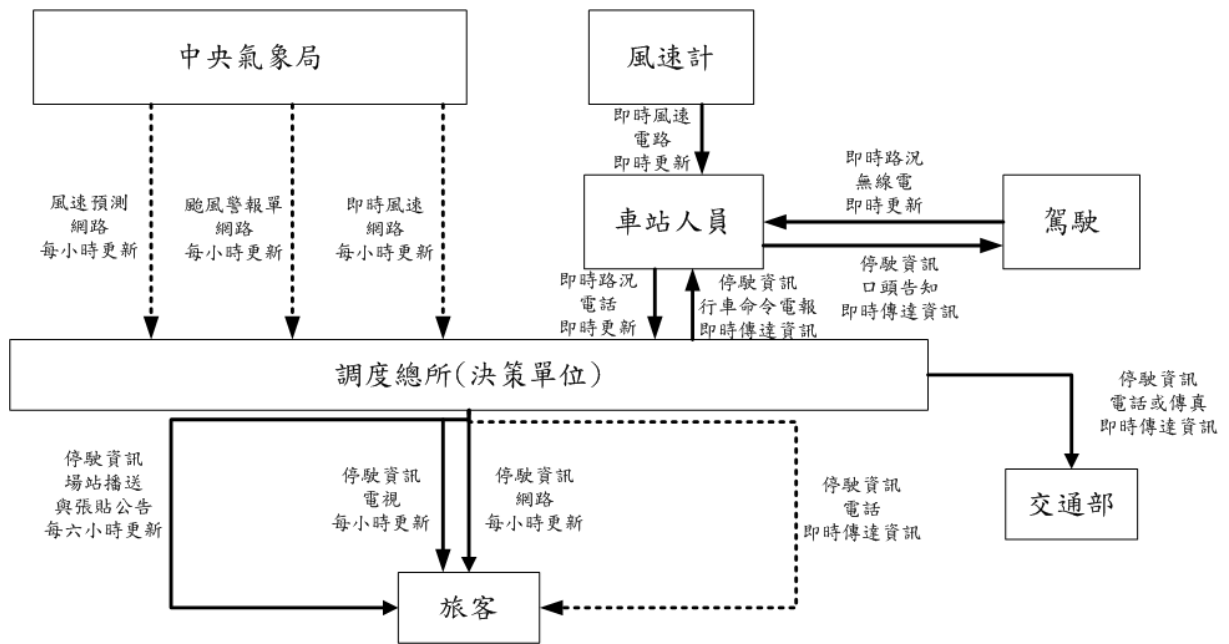 中央氣象局
風速計
即時風速
電路
即時更新
即時路況
無線電
即時更新
風速預測
網路
每小時更新
颱風警報單
網路
每小時更新
即時風速
網路
每小時更新
車站人員
駕駛
即時路況
電話
即時更新
停駛資訊
行車命令電報
即時傳達資訊
停駛資訊
口頭告知
即時傳達資訊
調度總所(決策單位)
停駛資訊
電話或傳真
即時傳達資訊
停駛資訊
場站播送
與張貼公告
每六小時更新
停駛資訊
電視
每小時更新
停駛資訊
網路
每小時更新
停駛資訊
電話
即時傳達資訊
交通部
旅客